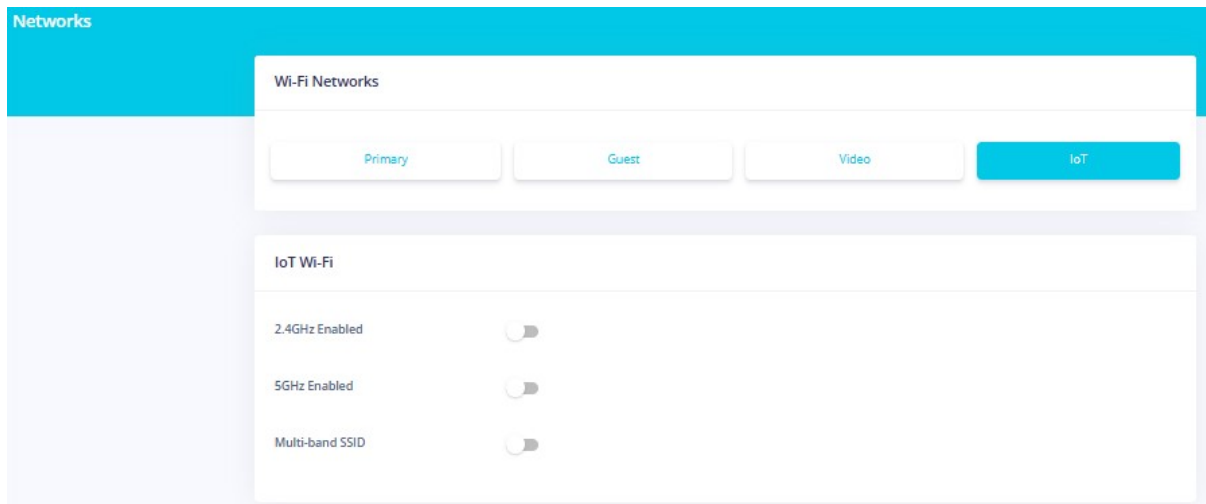 Networks
Wi-Fi Networks
Primary Guest Video IoT
IoT Wi-Fi
2.4GHz Enabled
5GHz Enabled
Multi-band SSID